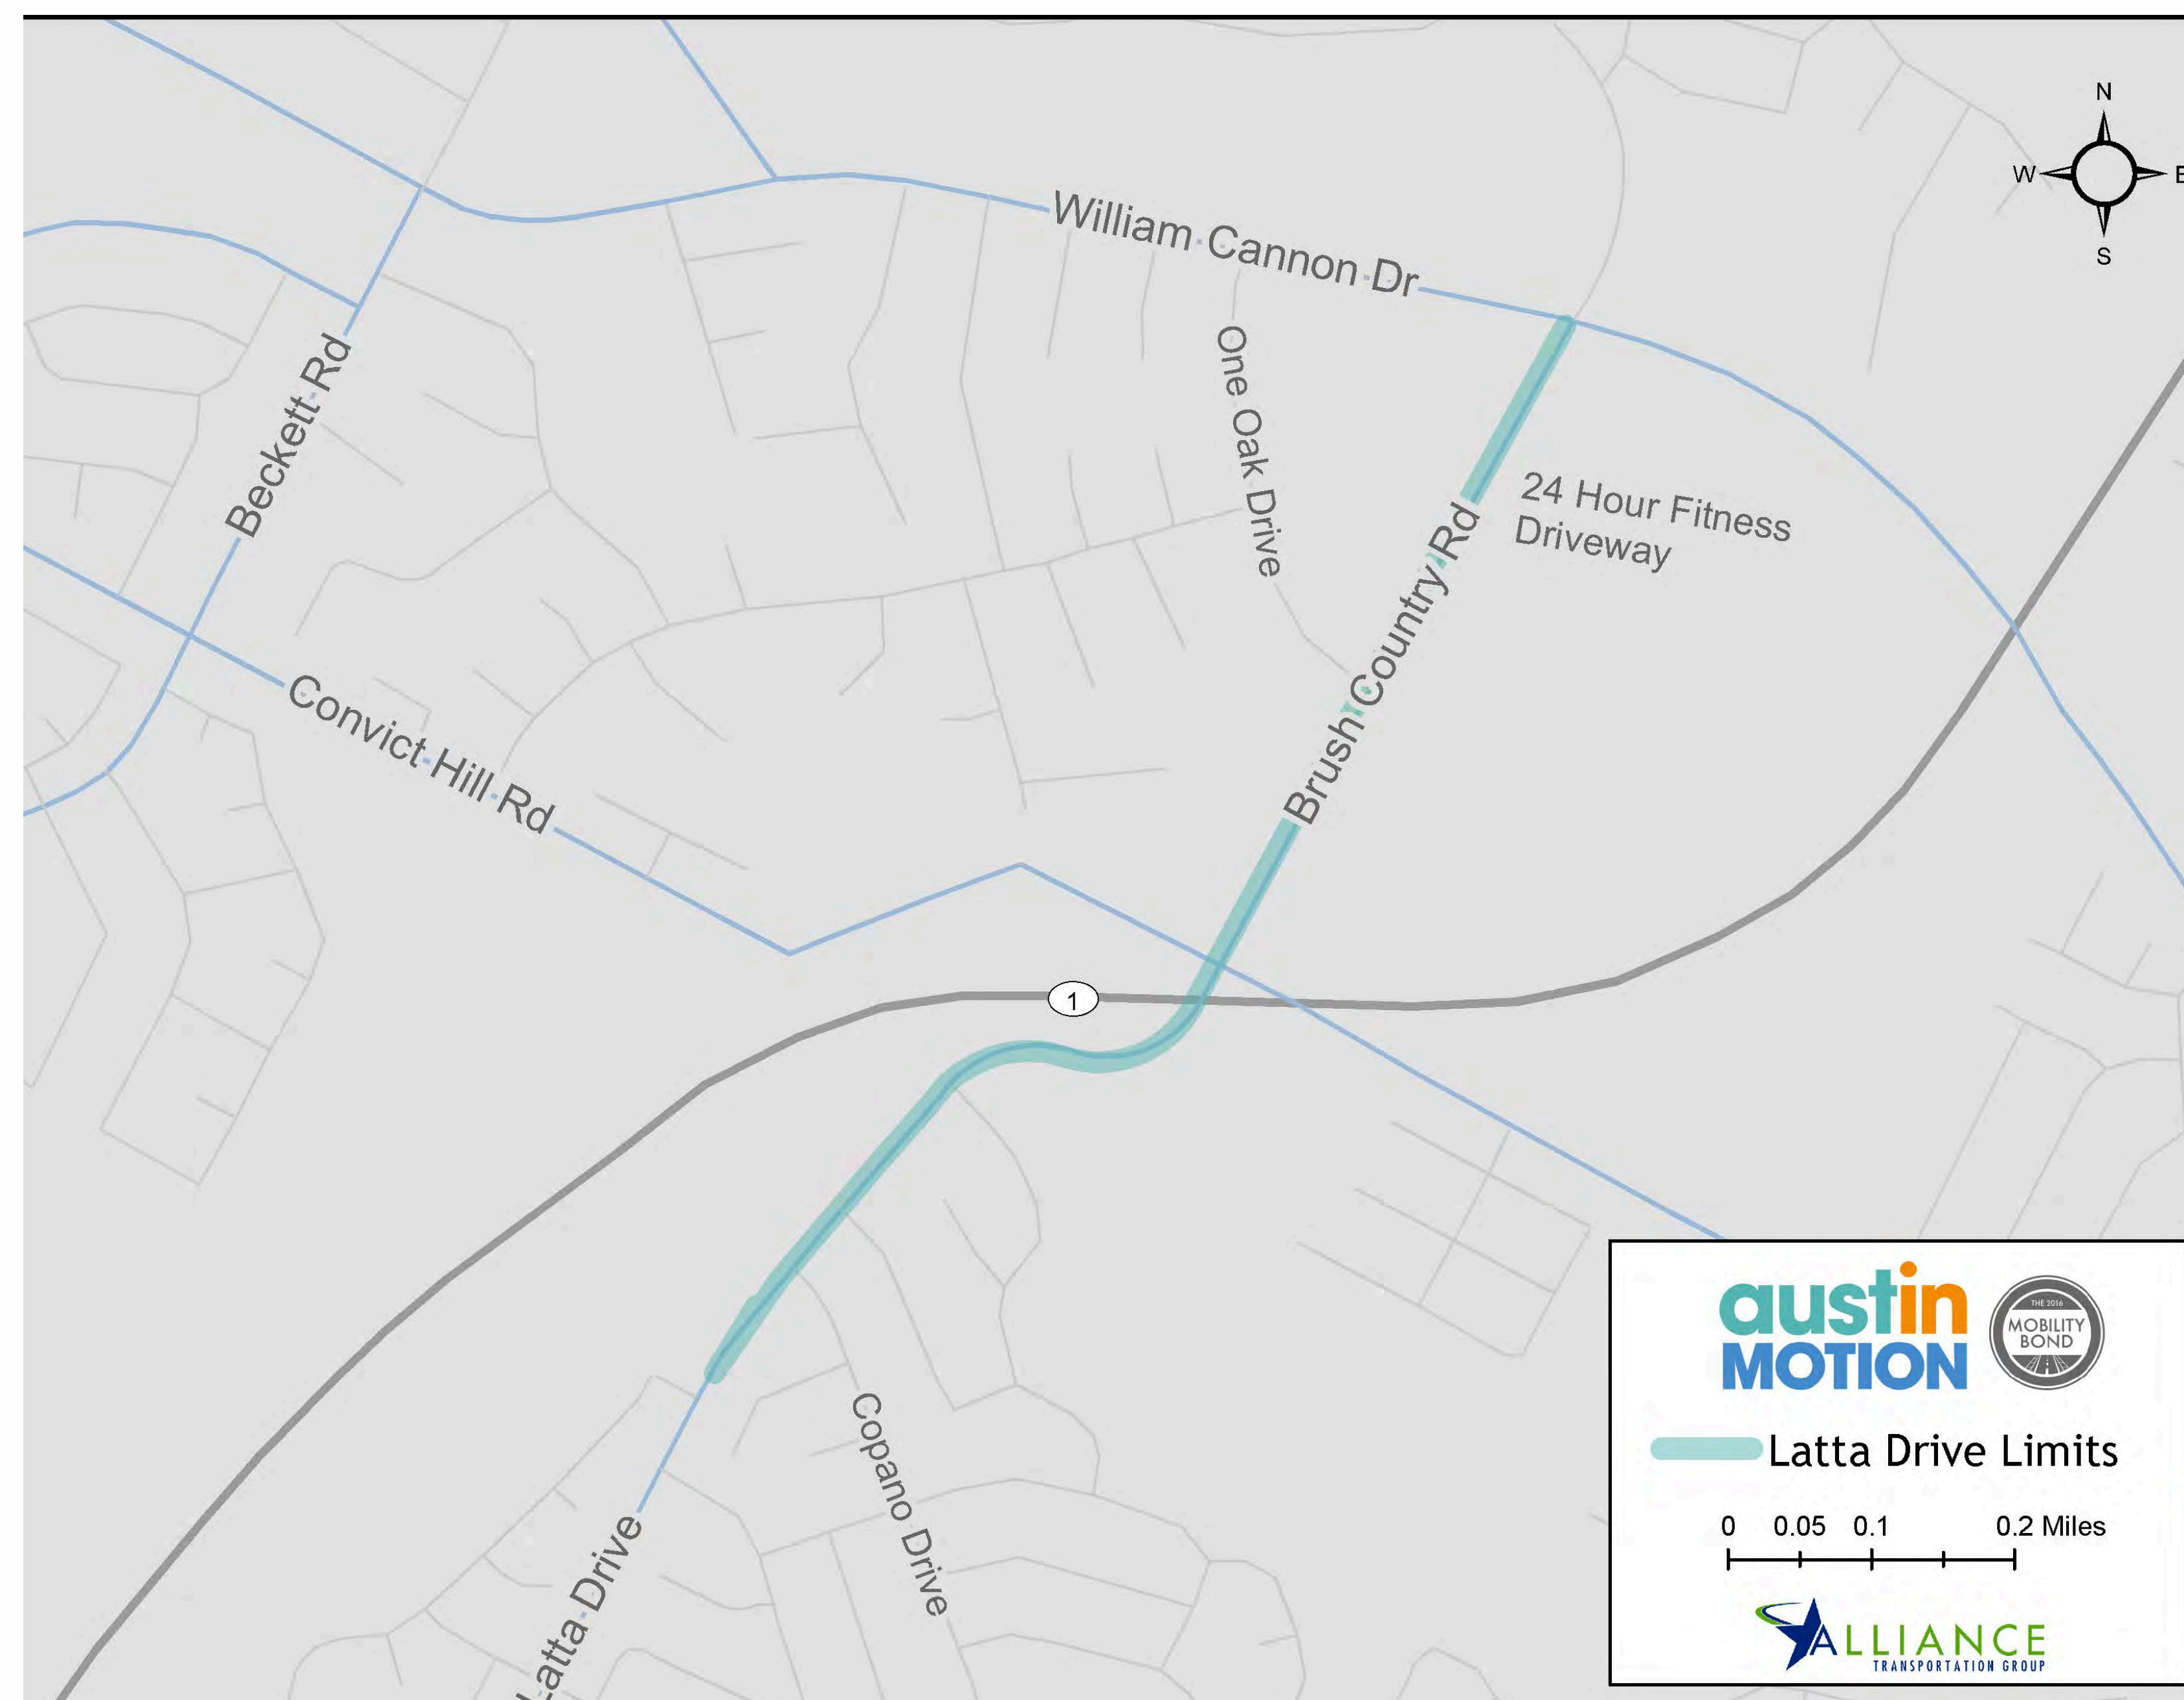 N
W
E
S
William Cannon Dr
One Oak Drive
Beckett Rd
24 Hour Fitness
Driveway
Brush Country Rd
Convict Hill Rd
1
Copano Drive
Latta Drive
austin
MOTION
THE 2016
MOBILITY
BOND
Latta Drive Limits
0 0.05 0.1 0.2 Miles
ALLIANCE
TRANSPORTATION GROUP